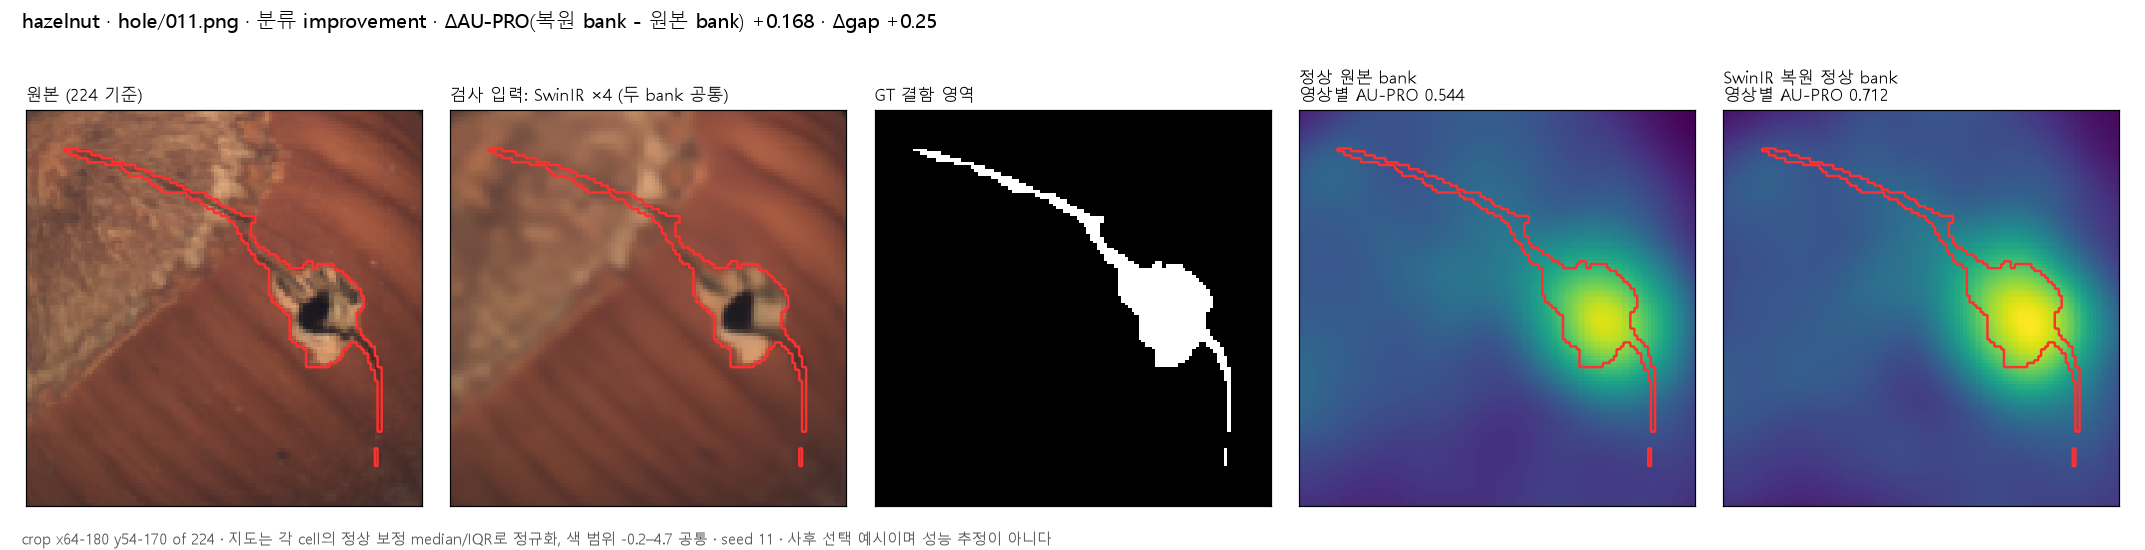 hazelnut · hole/011.png · 분류 improvement · ΔAU-PRO(복원 bank - 원본 bank) +0.168 · Δgap +0.25
원본 (224 기준)
검사 입력: SwinIR ×4 (두 bank 공통)
GT 결함 영역
정상 원본 bank
영상별 AU-PRO 0.544
SwinIR 복원 정상 bank
영상별 AU-PRO 0.712
crop x64-180 y54-170 of 224 · 지도는 각 cell의 정상 보정 median/IQR로 정규화, 색 범위 -0.2–4.7 공통 · seed 11 · 사후 선택 예시이며 성능 추정이 아니다